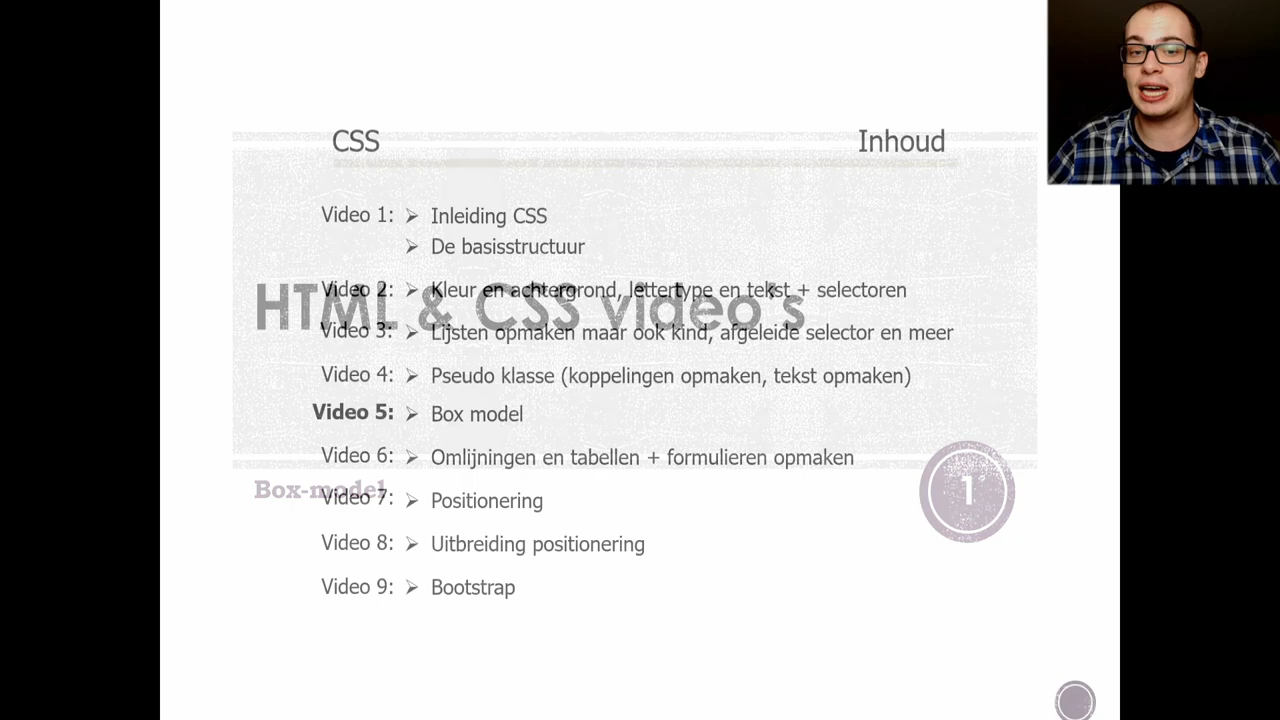 CSS Inhoud
Video 1: ➢ Inleiding CSS
➢ De basisstructuur
Video 2: ➢ Kleur en achtergrond, lettertype en tekst + selectoren
HTML & CSS video's
Video 3: ➢ Lijsten opmaken maar ook kind, afgeleide selector en meer
Video 4: ➢ Pseudo klasse (koppelingen opmaken, tekst opmaken)
Video 5: ➢ Box model
Video 6: ➢ Omlijningen en tabellen + formulieren opmaken
Box-model
1
Video 7: ➢ Positionering
Video 8: ➢ Uitbreiding positionering
Video 9: ➢ Bootstrap